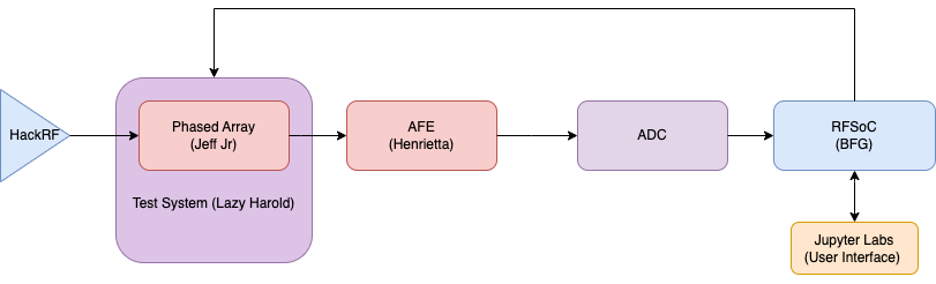 HackRF
Phased Array
(Jeff Jr)
Test System (Lazy Harold)
AFE
(Henrietta)
ADC
RFSoC
(BFG)
Jupyter Labs
(User Interface)